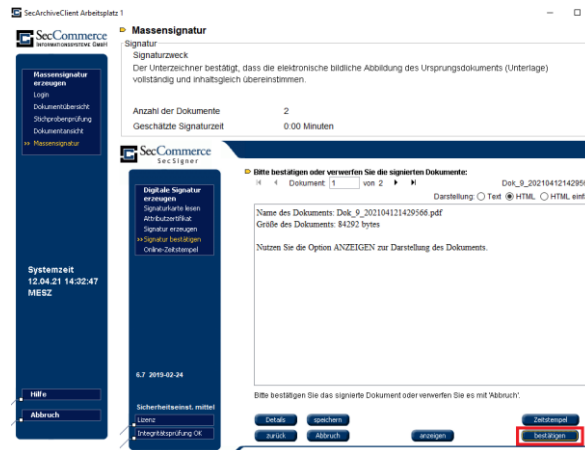 SecArchiveClient Arbeitsplatz 1
SecCommerce
INFORMATIONSSYSTEME GMBH
Massensignatur
erzeugen
Login
Dokumentübersicht
Stichprobenprüfung
Dokumentansicht
>> Massensignatur
Systemzeit
12.04.21 14:32:47
MESZ
Hilfe
Abbruch
Massensignatur
Signatur
Signaturzweck
Der Unterzeichner bestätigt, dass die elektronische bildliche Abbildung des Ursprungsdokuments (Unterlage)
vollständig und inhaltsgleich übereinstimmen.
Anzahl der Dokumente 2
Geschätzte Signaturzeit 0:00 Minuten
SecCommerce
SecSigner
Digitale Signatur
erzeugen
Signaturkarte lesen
Attributzertifikat
Signatur erzeugen
>> Signatur bestätigen
Online-Zeitstempel
6.7 2019-02-24
Sicherheitseinst. mittel
Lizenz
Integritätsprüfung OK
Bitte bestätigen oder verwerfen Sie die signierten Dokumente:
Dokument 1 von 2 Dok_9_202104121429566
Darstellung: Text HTML HTML einf
Name des Dokuments: Dok_9_202104121429566.pdf
Größe des Dokuments: 84292 bytes
Nutzen Sie die Option ANZEIGEN zur Darstellung des Dokuments.
Bitte bestätigen Sie das signierte Dokument oder verwerfen Sie es mit 'Abbruch'.
Details speichern Zeitstempel
zurück Abbruch anzeigen bestätigen